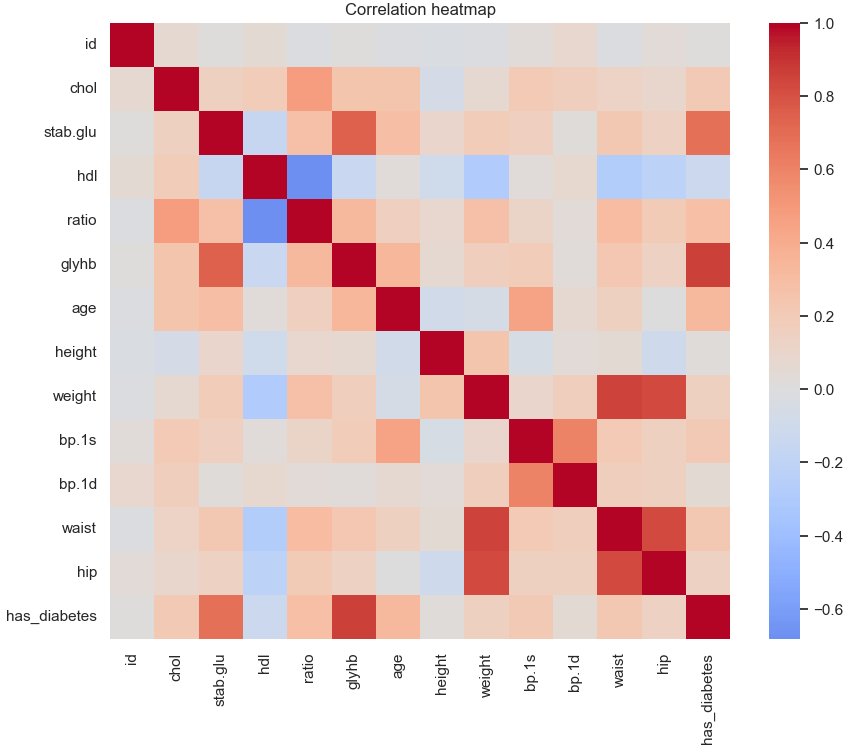 Correlation heatmap
id
chol
stab.glu
hdl
ratio
glyhb
age
height
weight
bp.1s
bp.1d
waist
hip
has_diabetes
id
chol
stab.glu
hdl
ratio
glyhb
age
height
weight
bp.1s
bp.1d
waist
hip
has_diabetes
1.0
0.8
0.6
0.4
0.2
0.0
−0.2
−0.4
−0.6